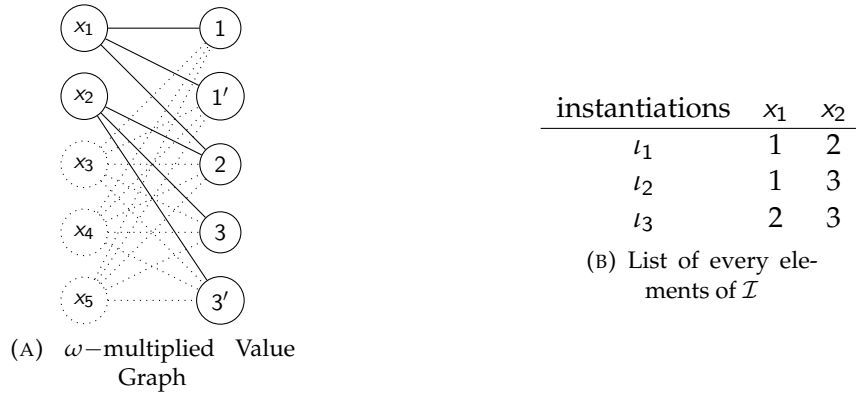 x₁ 1
x₂ 1′
x₃ 2
x₄ 3
x₅ 3′
(A) ω−multiplied Value
Graph
instantiations x₁ x₂
ι₁ 1 2
ι₂ 1 3
ι₃ 2 3
(B) List of every ele-
ments of ℐ